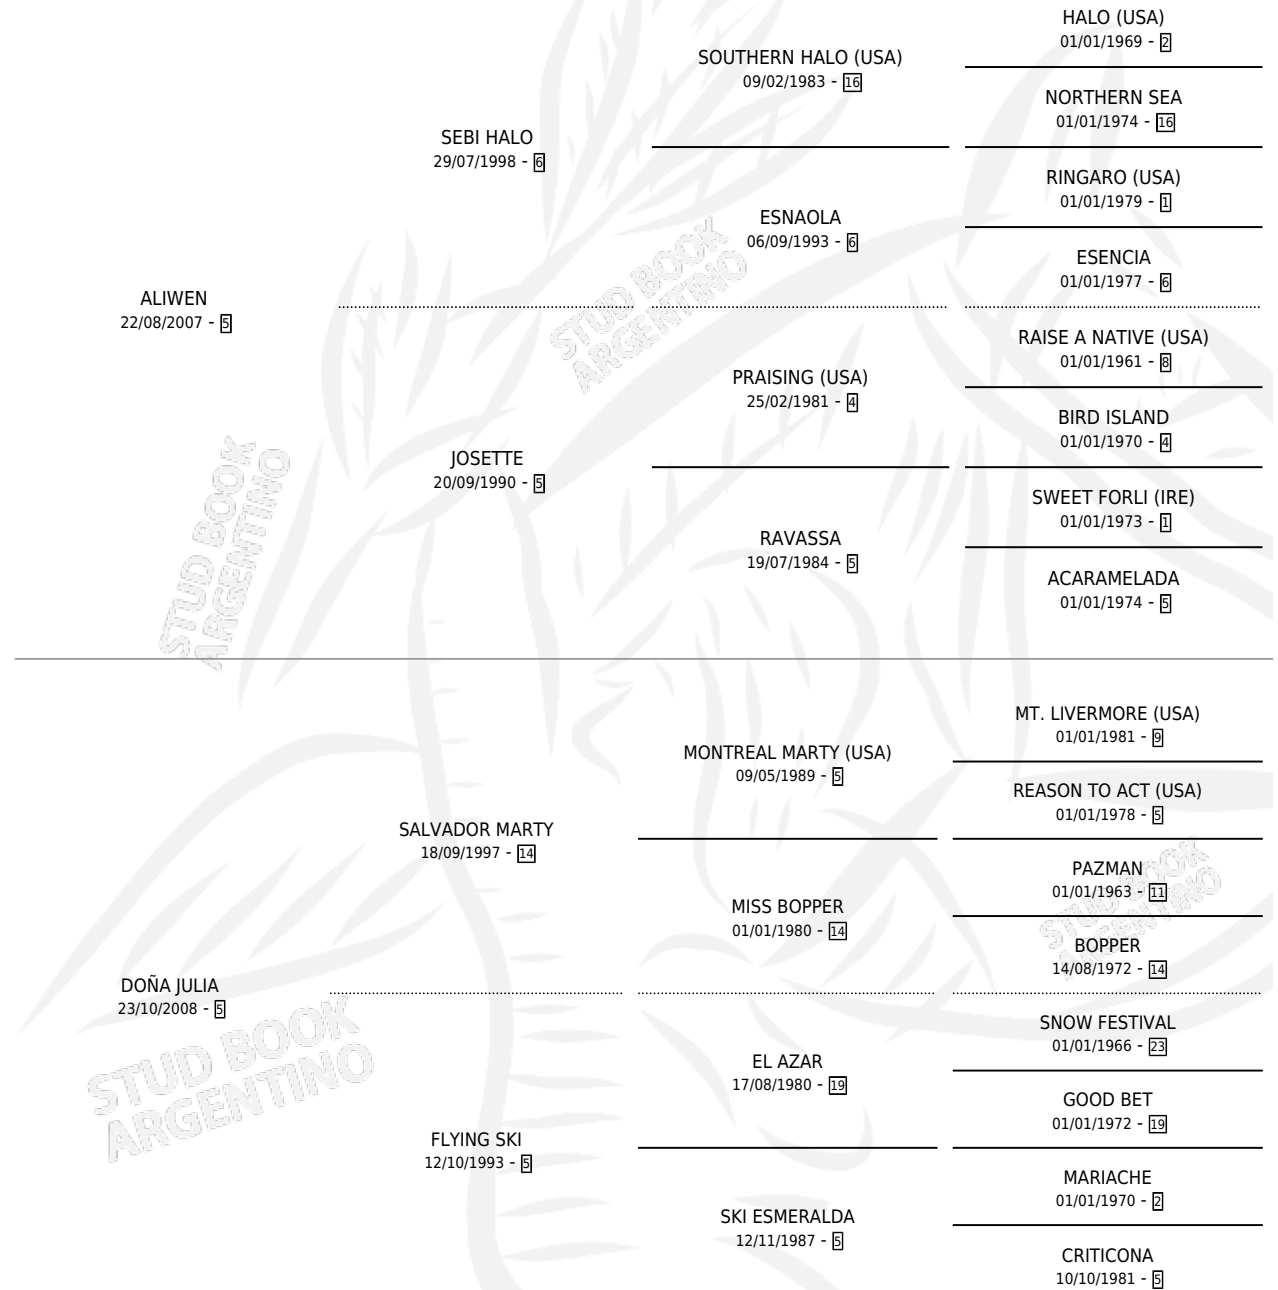 HALO (USA)
01/01/1969 - 2
SOUTHERN HALO (USA)
09/02/1983 - 16
NORTHERN SEA
01/01/1974 - 16
SEBI HALO
29/07/1998 - 6
RINGARO (USA)
01/01/1979 - 1
ESNAOLA
06/09/1993 - 6
ESENCIA
01/01/1977 - 6
ALIWEN
22/08/2007 - 5
RAISE A NATIVE (USA)
01/01/1961 - 8
PRAISING (USA)
25/02/1981 - 4
BIRD ISLAND
01/01/1970 - 4
JOSETTE
20/09/1990 - 5
SWEET FORLI (IRE)
01/01/1973 - 1
RAVASSA
19/07/1984 - 5
ACARAMELADA
01/01/1974 - 5
MT. LIVERMORE (USA)
01/01/1981 - 9
MONTREAL MARTY (USA)
09/05/1989 - 5
REASON TO ACT (USA)
01/01/1978 - 5
SALVADOR MARTY
18/09/1997 - 14
PAZMAN
01/01/1963 - 11
MISS BOPPER
01/01/1980 - 14
BOPPER
14/08/1972 - 14
DOÑA JULIA
23/10/2008 - 5
SNOW FESTIVAL
01/01/1966 - 23
EL AZAR
17/08/1980 - 19
GOOD BET
01/01/1972 - 19
FLYING SKI
12/10/1993 - 5
MARIACHE
01/01/1970 - 2
SKI ESMERALDA
12/11/1987 - 5
CRITICONA
10/10/1981 - 5
STUD BOOK
ARGENTINO
STUD BOOK
ARGENTINO
STUD BOOK
ARGENTINO
STUD BOOK
ARGENTINO